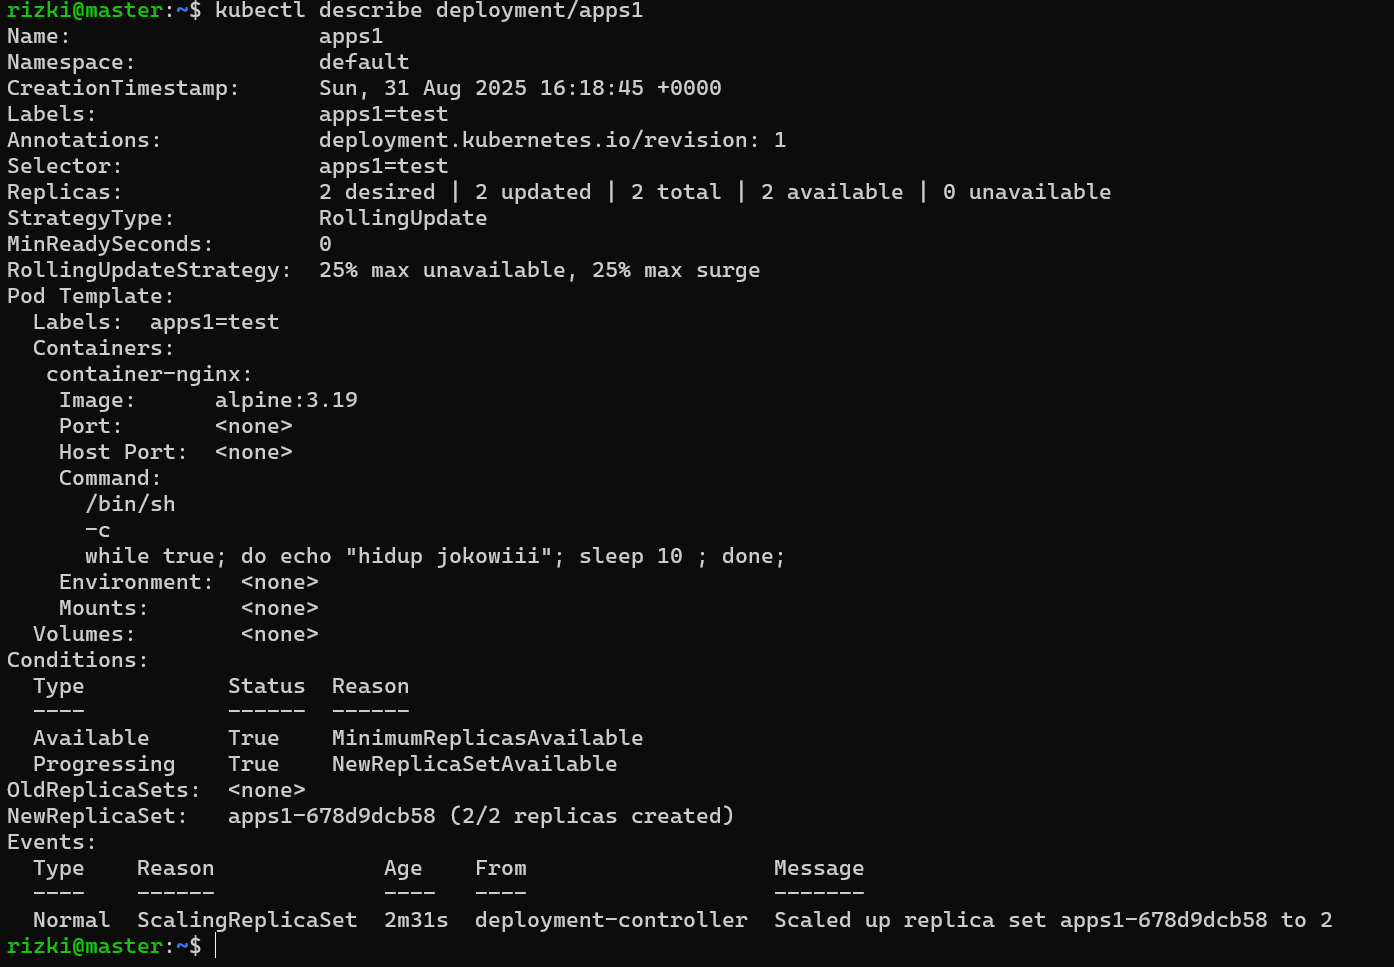 rizki@master:~$ kubectl describe deployment/apps1
Name:                   apps1
Namespace:              default
CreationTimestamp:      Sun, 31 Aug 2025 16:18:45 +0000
Labels:                 apps1=test
Annotations:            deployment.kubernetes.io/revision: 1
Selector:               apps1=test
Replicas:               2 desired | 2 updated | 2 total | 2 available | 0 unavailable
StrategyType:           RollingUpdate
MinReadySeconds:        0
RollingUpdateStrategy:  25% max unavailable, 25% max surge
Pod Template:
  Labels:  apps1=test
  Containers:
   container-nginx:
    Image:      alpine:3.19
    Port:       <none>
    Host Port:  <none>
    Command:
      /bin/sh
      -c
      while true; do echo "hidup jokowiii"; sleep 10 ; done;
    Environment:  <none>
    Mounts:       <none>
  Volumes:        <none>
Conditions:
  Type           Status  Reason
  ----           ------  ------
  Available      True    MinimumReplicasAvailable
  Progressing    True    NewReplicaSetAvailable
OldReplicaSets:  <none>
NewReplicaSet:   apps1-678d9dcb58 (2/2 replicas created)
Events:
  Type    Reason             Age    From                   Message
  ----    ------             ----   ----                   -------
  Normal  ScalingReplicaSet  2m31s  deployment-controller  Scaled up replica set apps1-678d9dcb58 to 2
rizki@master:~$